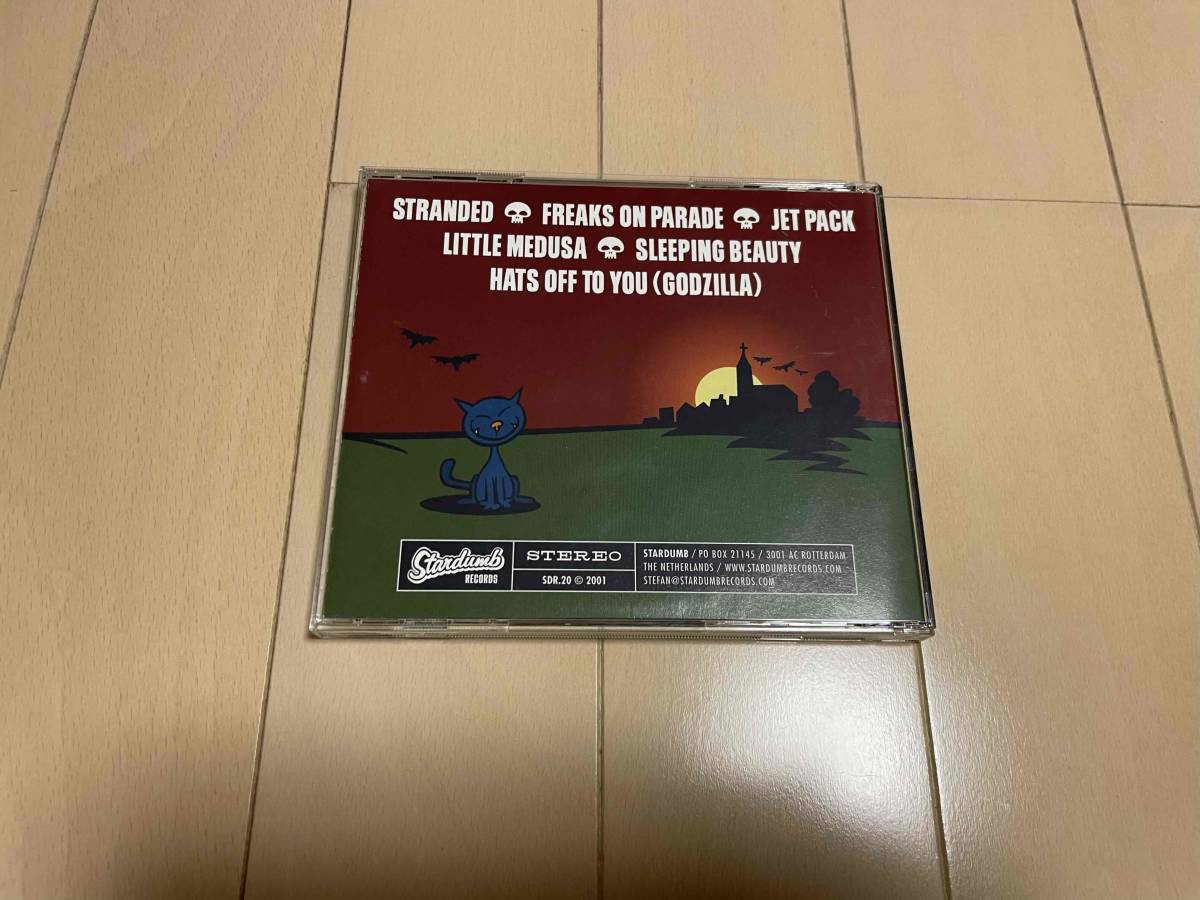 STRANDED FREAKS ON PARADE JET PACK
LITTLE MEDUSA SLEEPING BEAUTY
HATS OFF TO YOU (GODZILLA)
Stardumb
RECORDS
STEREO
SDR.20 © 2001
STARDUMB / PO BOX 21145 / 3001 AC ROTTERDAM
THE NETHERLANDS / WWW.STARDUMBRECORDS.COM
STEFAN@STARDUMBRECORDS.COM